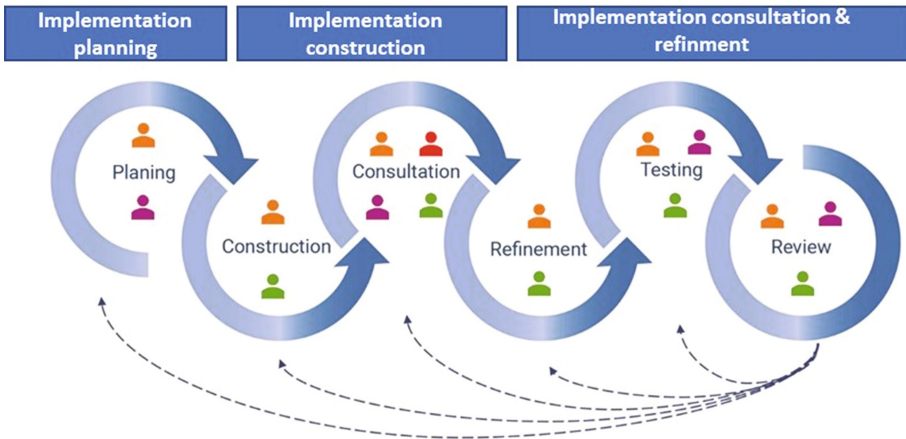 Implementation
planning
Implementation
construction
Implementation consultation &
refinment
Planing
Construction
Consultation
Refinement
Testing
Review